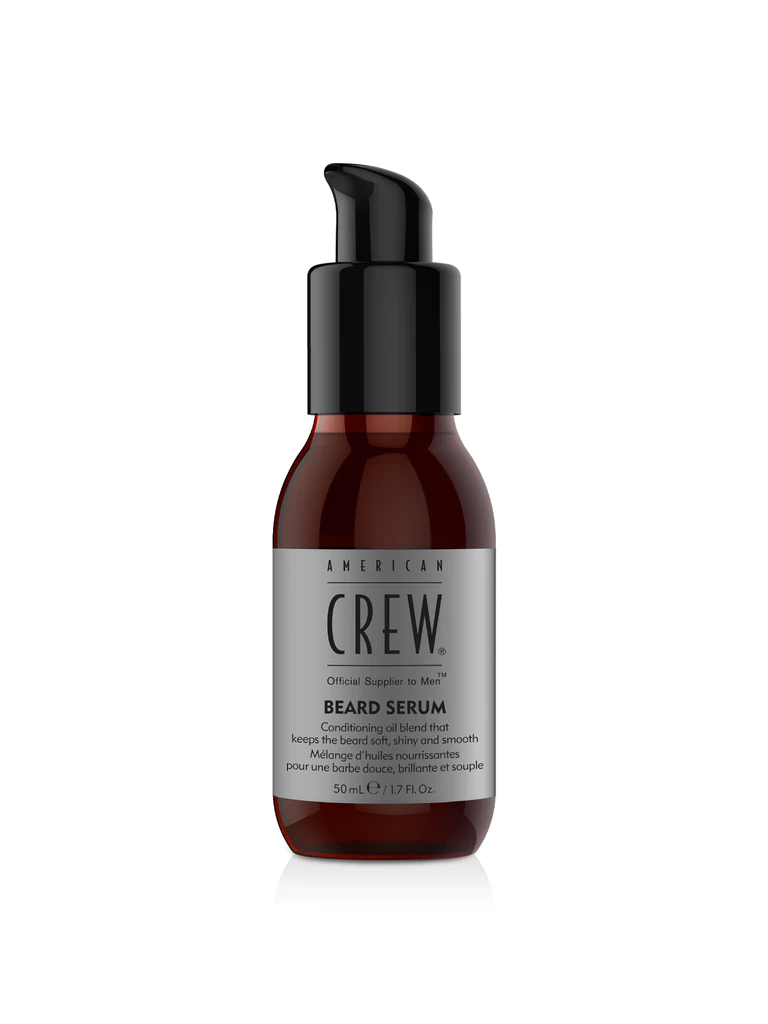 AMERICAN
CREW®
Official Supplier to Men™
BEARD SERUM
Conditioning oil blend that
keeps the beard soft, shiny and smooth
Mélange d'huiles nourrissantes
pour une barbe douce, brillante et souple
50 mL ℮ / 1.7 Fl. Oz.